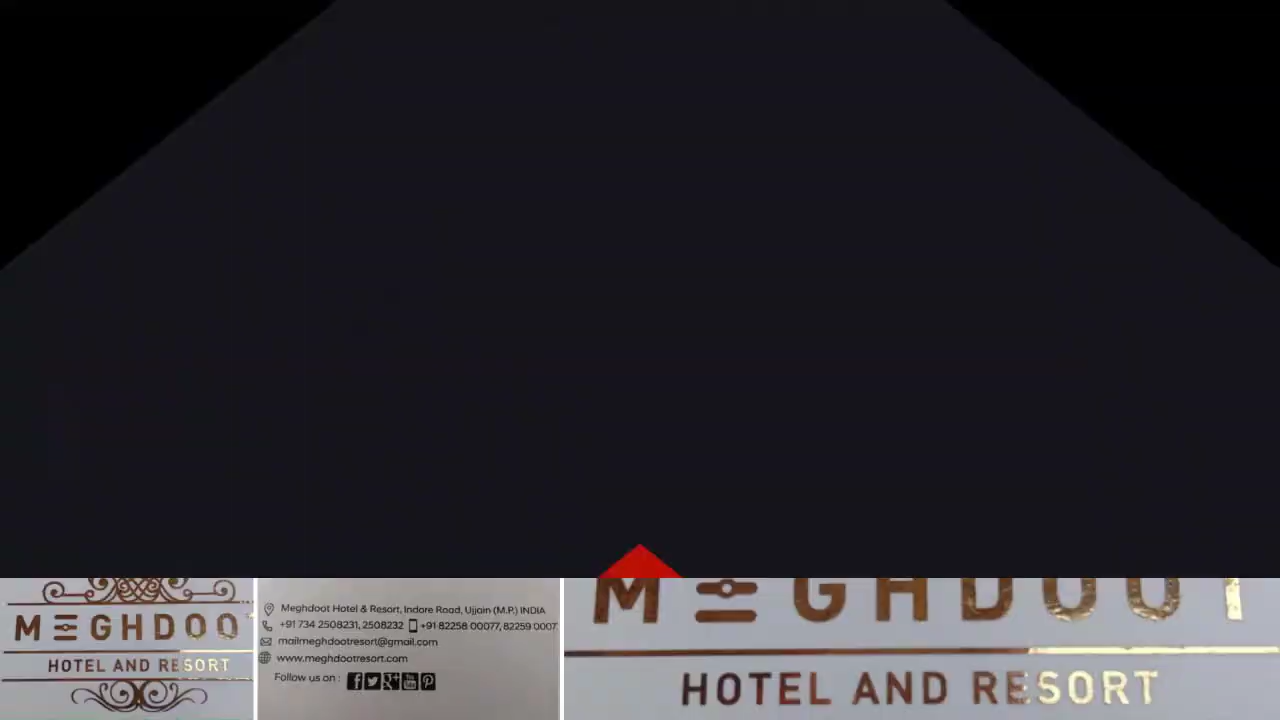 MEGHDOO
HOTEL AND RESORT
Meghdoot Hotel & Resort, Indore Road, Ujjain (M.P.) INDIA
+91 734 2508231, 2508232 +91 82258 00077, 82259 0007
mailmeghdootresort@gmail.com
www.meghdootresort.com
Follow us on :
MEGHDOOT
HOTEL AND RESORT